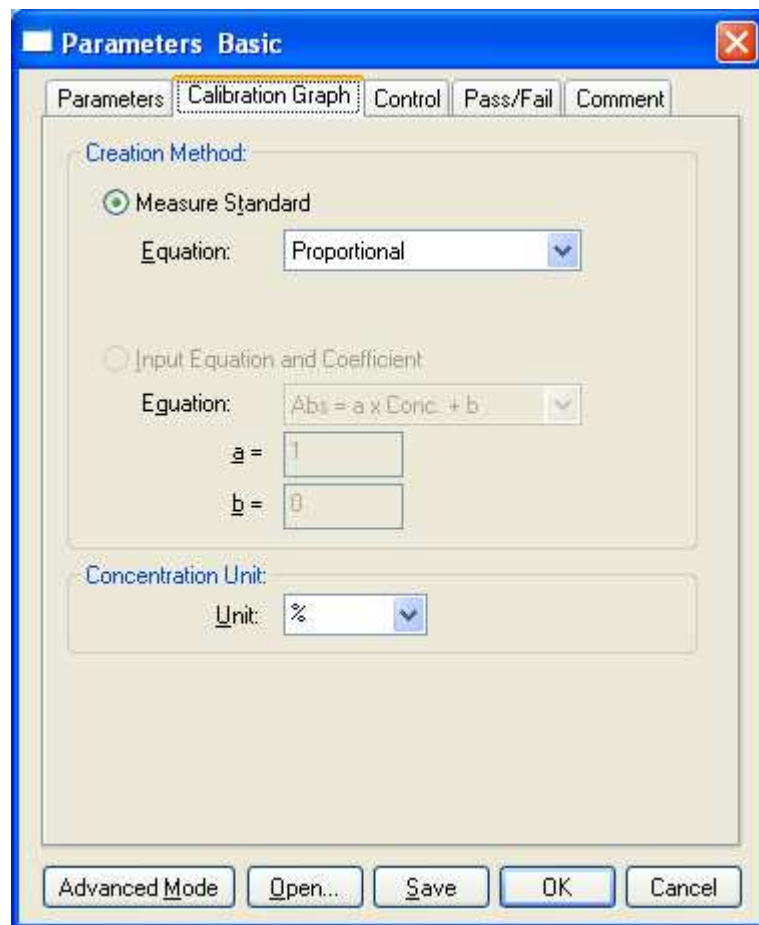 Parameters Basic
Parameters Calibration Graph Control Pass/Fail Comment
Creation Method:
Measure Standard
Equation: Proportional
Input Equation and Coefficient
Equation: Abs = a x Conc. + b
a = 1
b = 0
Concentration Unit:
Unit: %
Advanced Mode Open... Save OK Cancel